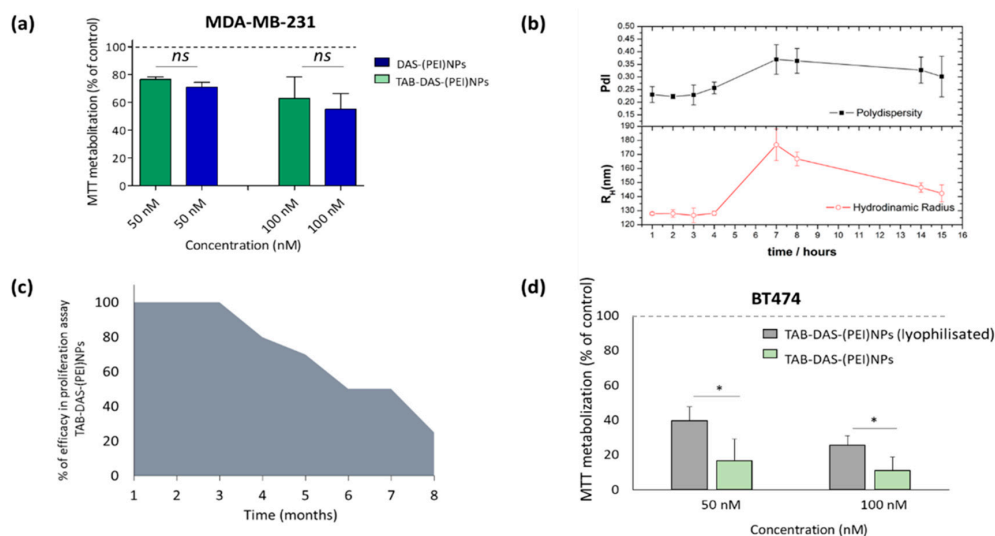 (a)
MDA-MB-231
MTT metabolitation (% of control)
100
80
60
40
20
0
ns
ns
DAS-(PEI)NPs
TAB-DAS-(PEI)NPs
50 nM
50 nM
100 nM
100 nM
Concentration (nM)
(b)
PdI
0.50
0.45
0.40
0.35
0.30
0.25
0.20
0.15
Polydispersity
RH(nm)
190
180
170
160
150
140
130
120
Hydrodinamic Radius
1 2 3 4 5 6 7 8 9 10 11 12 13 14 15 16
time / hours
(c)
% of efficacy in proliferation assay
TAB-DAS-(PEI)NPs
100
80
60
40
20
0
1 2 3 4 5 6 7 8
Time (months)
(d)
BT474
MTT metabolization (% of control)
100
80
60
40
20
0
TAB-DAS-(PEI)NPs (lyophilisated)
TAB-DAS-(PEI)NPs
*
*
50 nM
100 nM
Concentration (nM)